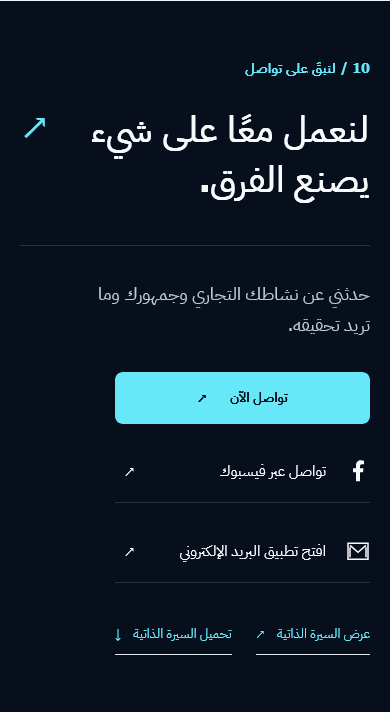 10 / لنبقَ على تواصل
لنعمل معًا على شيء ↗
يصنع الفرق.
حدثني عن نشاطك التجاري وجمهورك وما
تريد تحقيقه.
تواصل الآن ↗
تواصل عبر فيسبوك ↗
افتح تطبيق البريد الإلكتروني ↗
عرض السيرة الذاتية ↗ تحميل السيرة الذاتية ↓